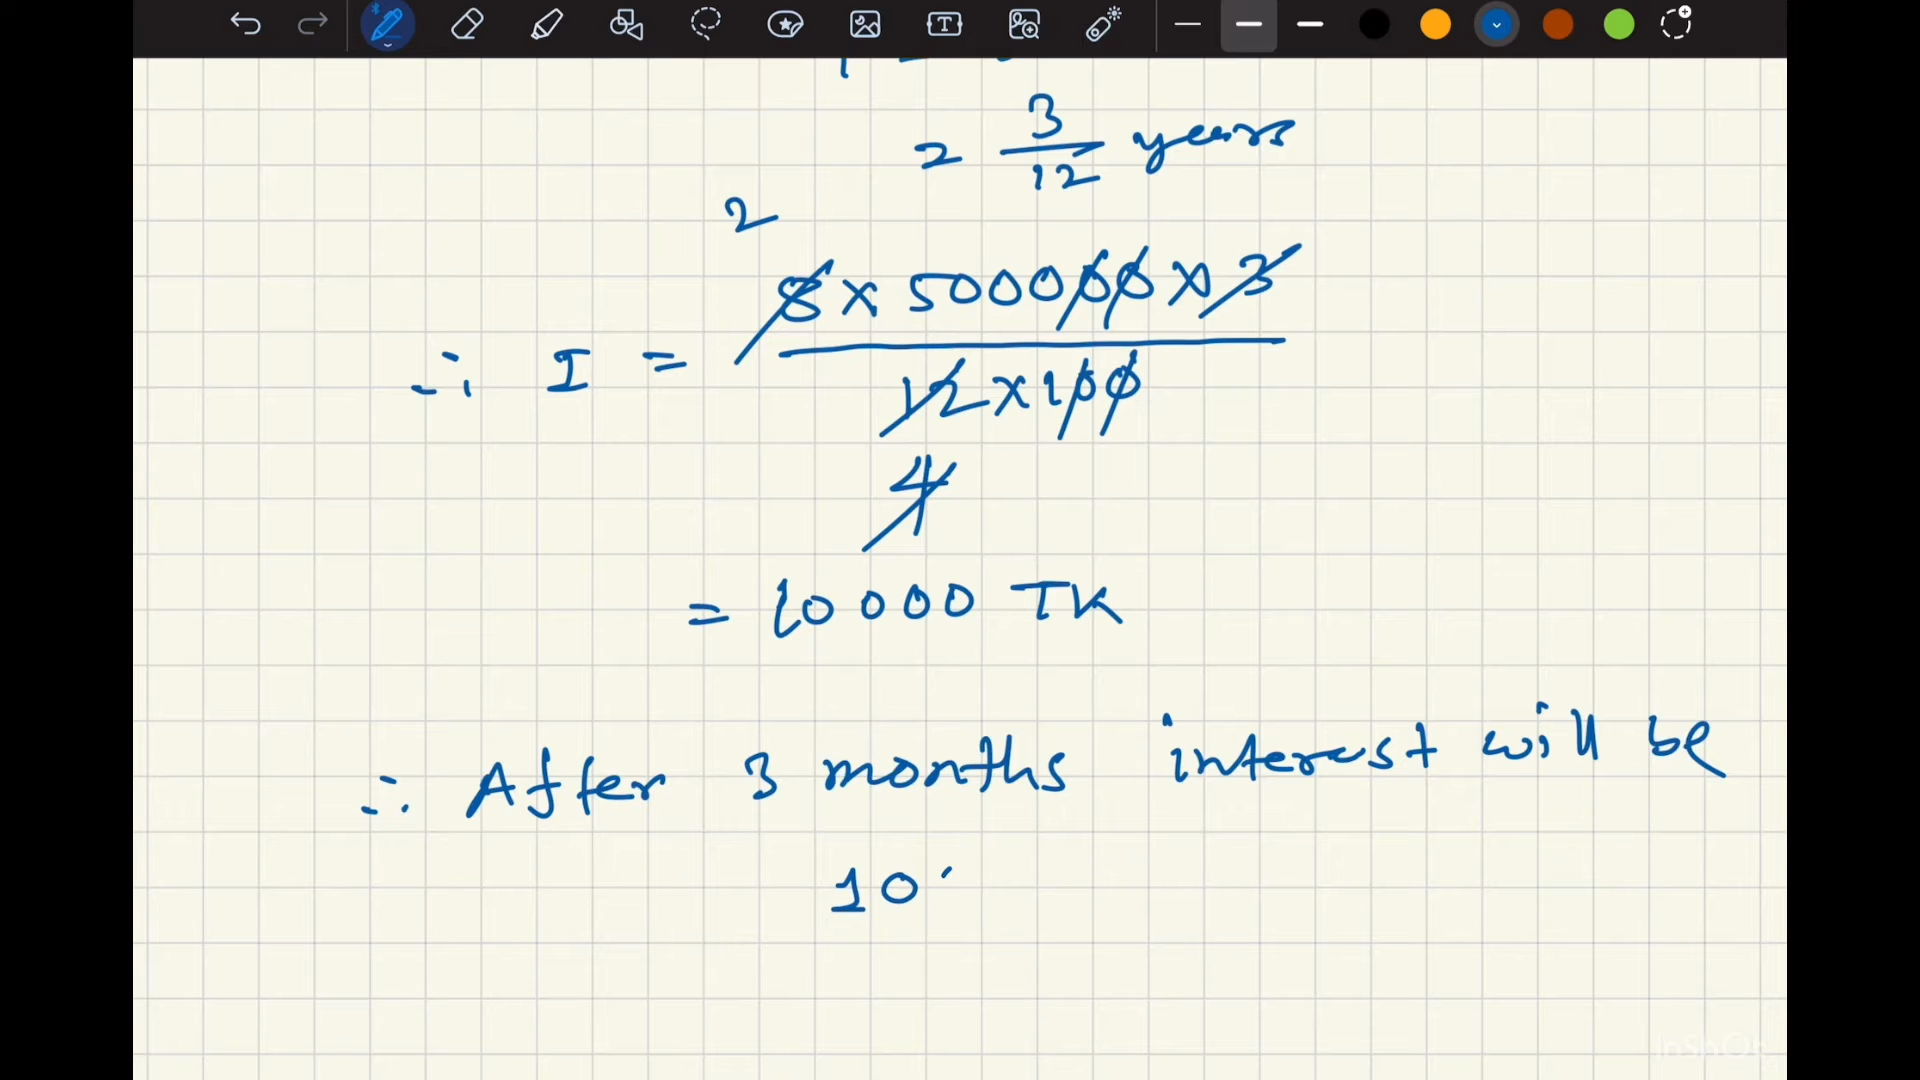 = 3/12 years
2
∴ I = 8 x 500000 x 3 / 12 x 100
4
= 10000 TK
∴ After 3 months interest will be
10
InShOt